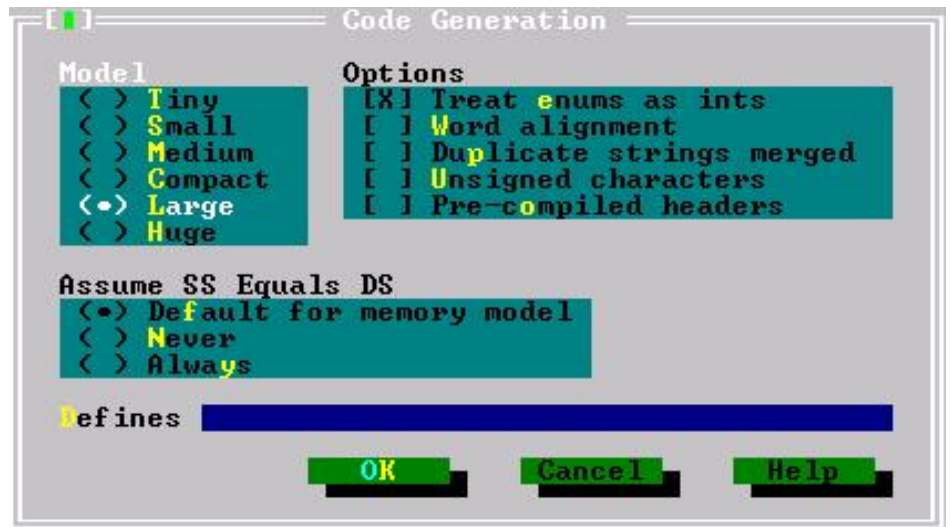 [▮] Code Generation
Model
( ) Tiny
( ) Small
( ) Medium
( ) Compact
(•) Large
( ) Huge
Options
[X] Treat enums as ints
[ ] Word alignment
[ ] Duplicate strings merged
[ ] Unsigned characters
[ ] Pre-compiled headers
Assume SS Equals DS
(•) Default for memory model
( ) Never
( ) Always
Defines
OK Cancel Help